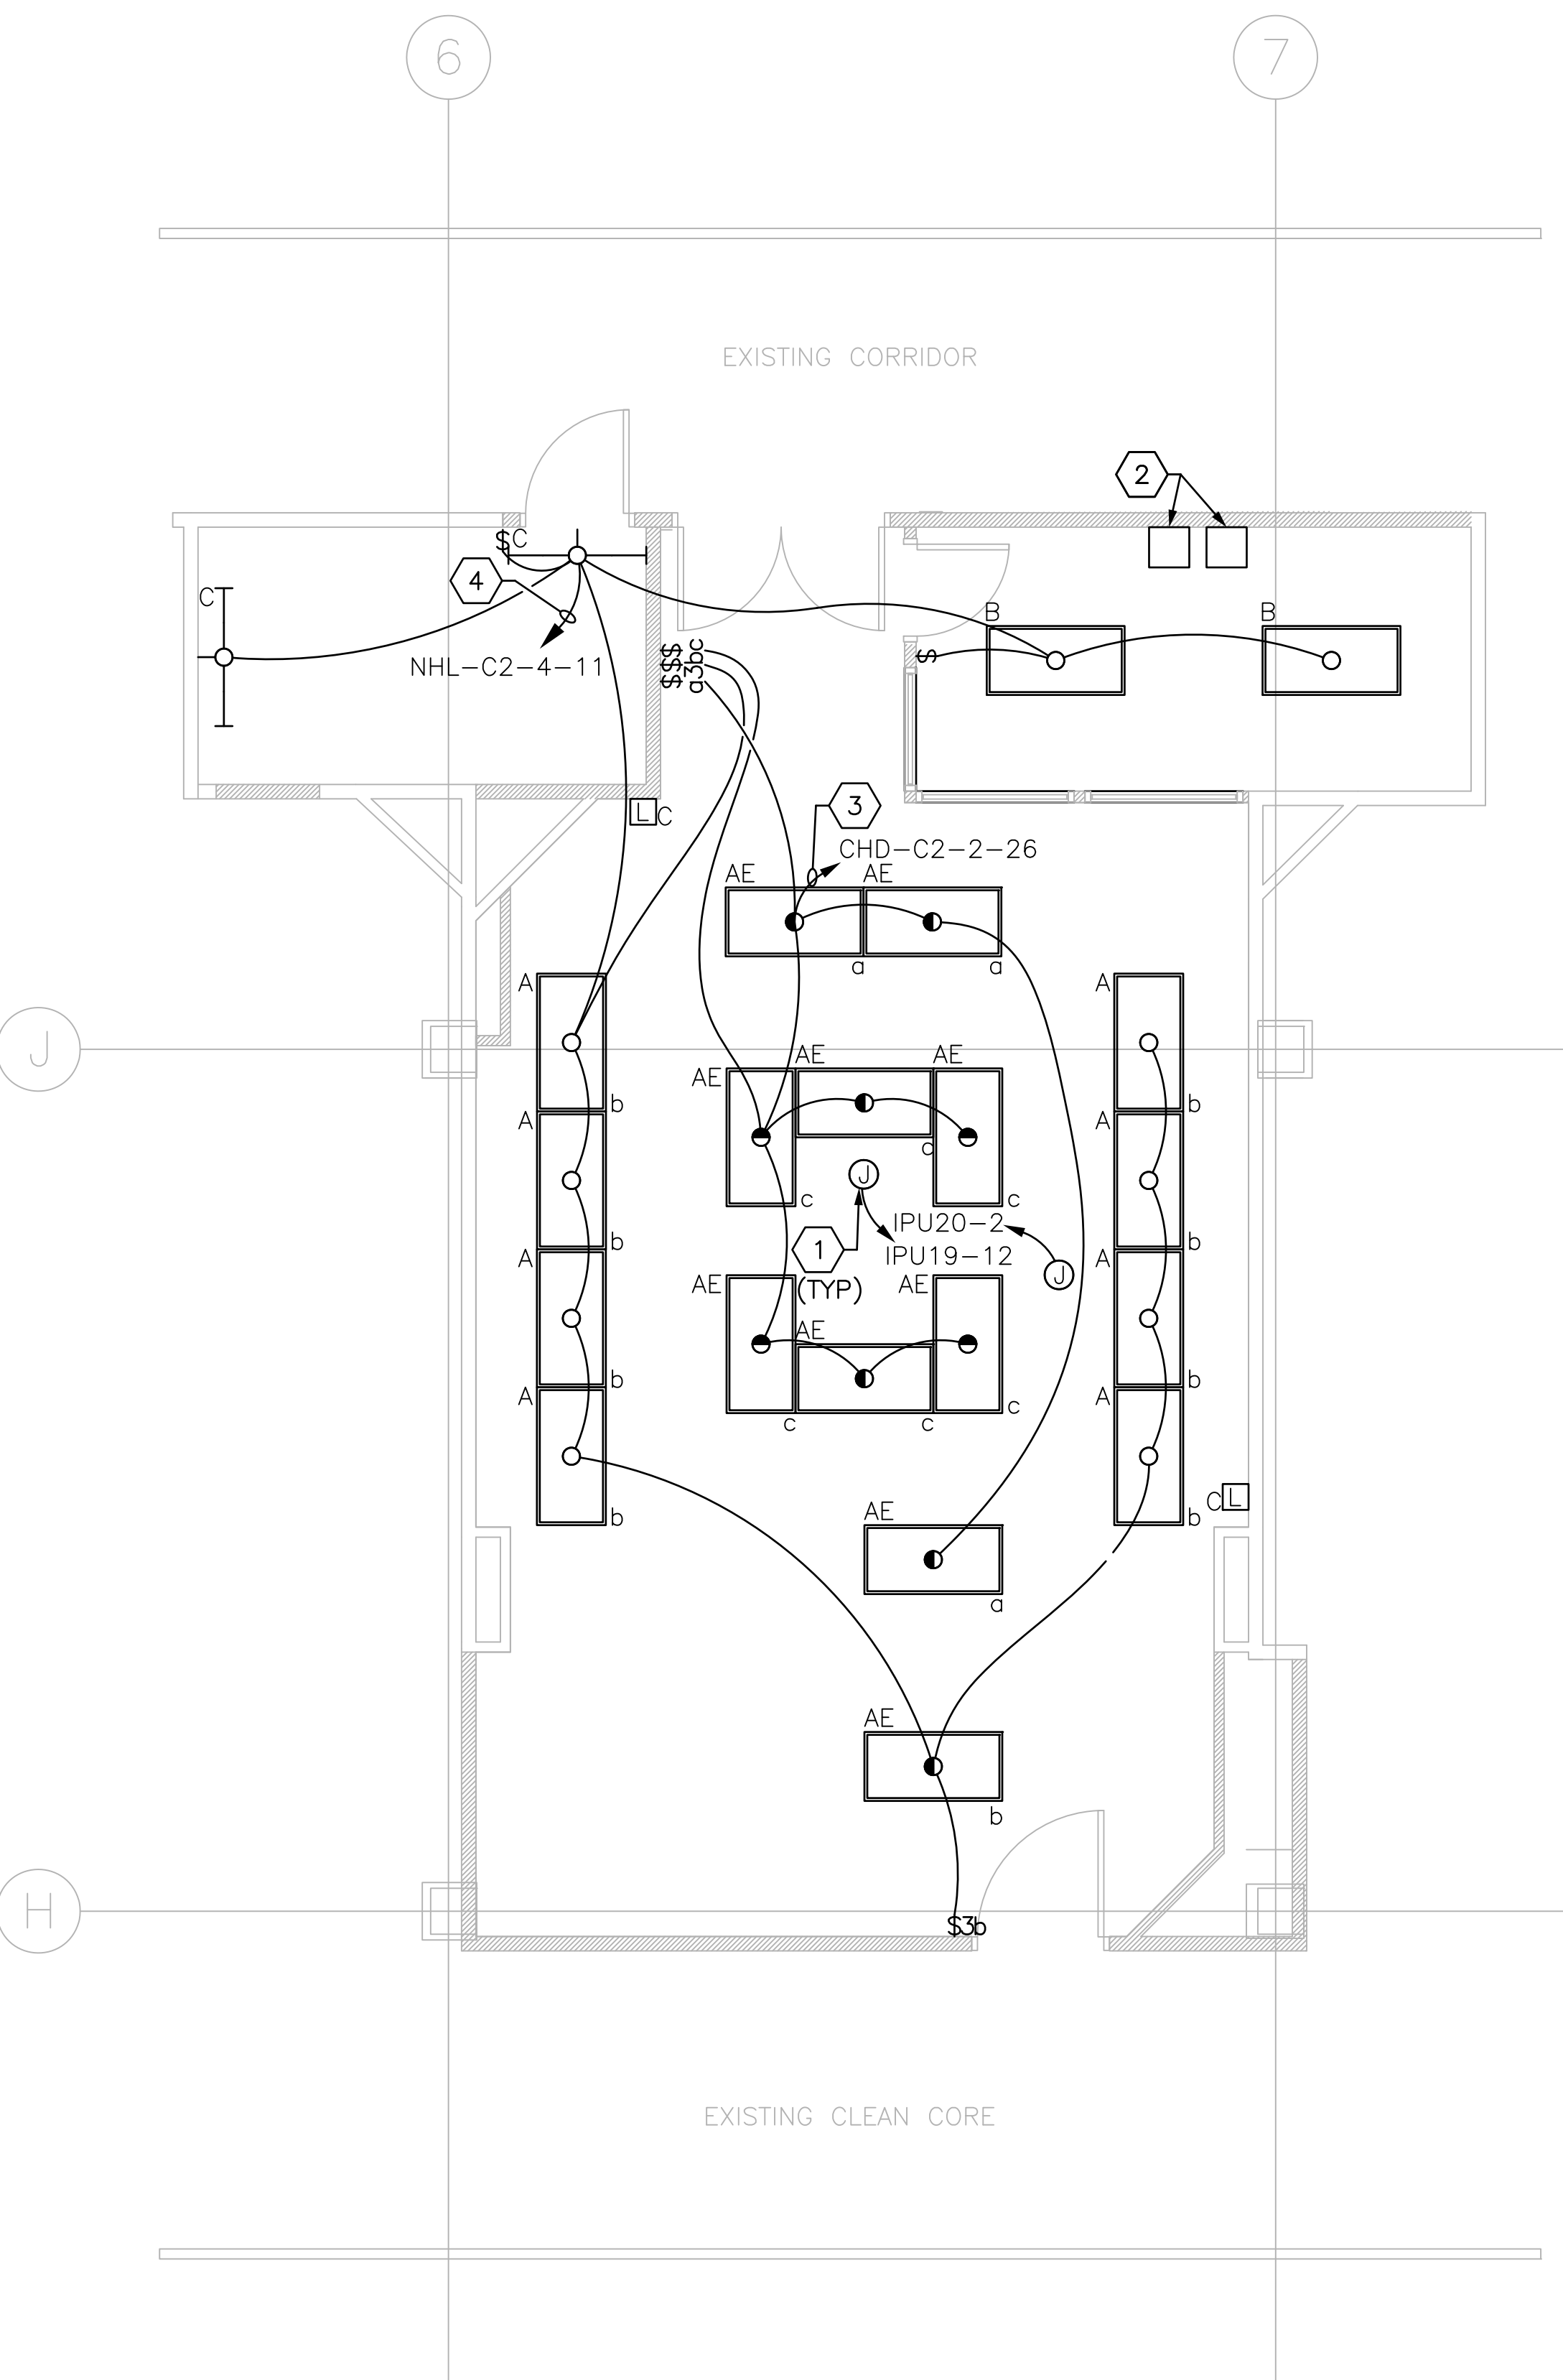 6 7
EXISTING CORRIDOR
2
$C
4
C
B B
NHL-C2-4-11
$$$
a3bc
$
3
L C
CHD-C2-2-26
AE AE
a a
A A
J
AE AE AE
b b
A A
c
J
c c
IPU20-2
1
IPU19-12
(TYP)
J
b b
A A
AE AE
AE
b b
A A
c c c
C L
AE
b b
a
AE
b
H
$3b
EXISTING CLEAN CORE